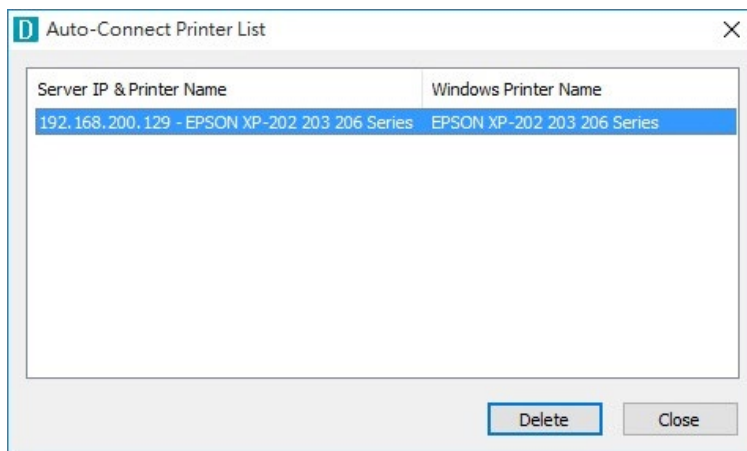 D Auto-Connect Printer List
Server IP & Printer Name Windows Printer Name
192.168.200.129 - EPSON XP-202 203 206 Series EPSON XP-202 203 206 Series
Delete Close